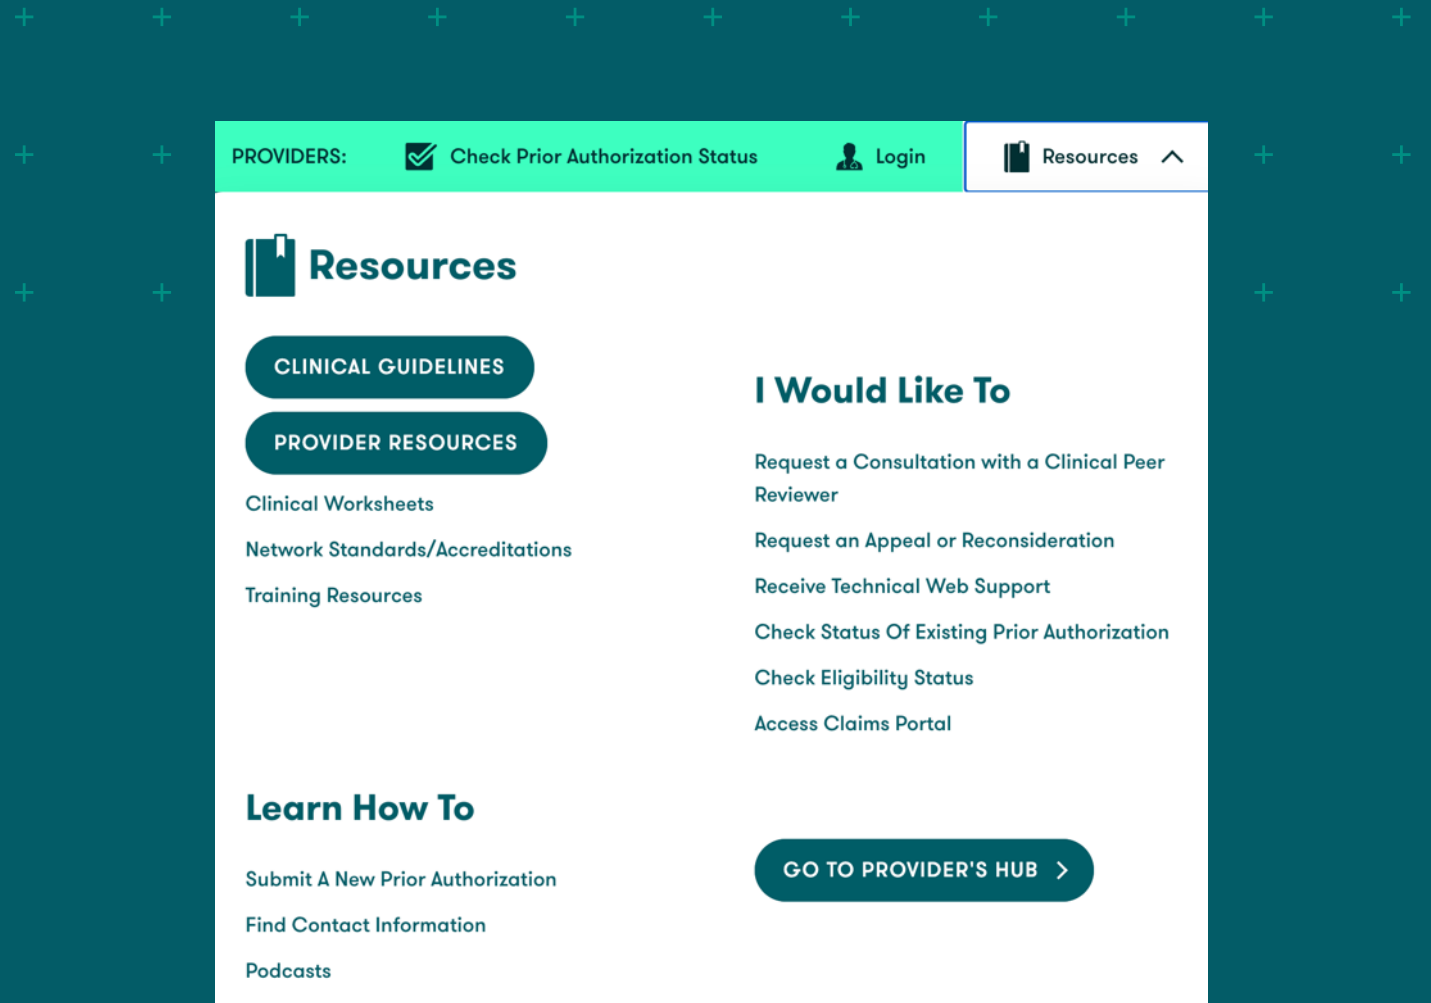 PROVIDERS:
Check Prior Authorization Status
Login
Resources
Resources
CLINICAL GUIDELINES
PROVIDER RESOURCES
Clinical Worksheets
Network Standards/Accreditations
Training Resources
I Would Like To
Request a Consultation with a Clinical Peer
Reviewer
Request an Appeal or Reconsideration
Receive Technical Web Support
Check Status Of Existing Prior Authorization
Check Eligibility Status
Access Claims Portal
Learn How To
Submit A New Prior Authorization
Find Contact Information
Podcasts
GO TO PROVIDER'S HUB